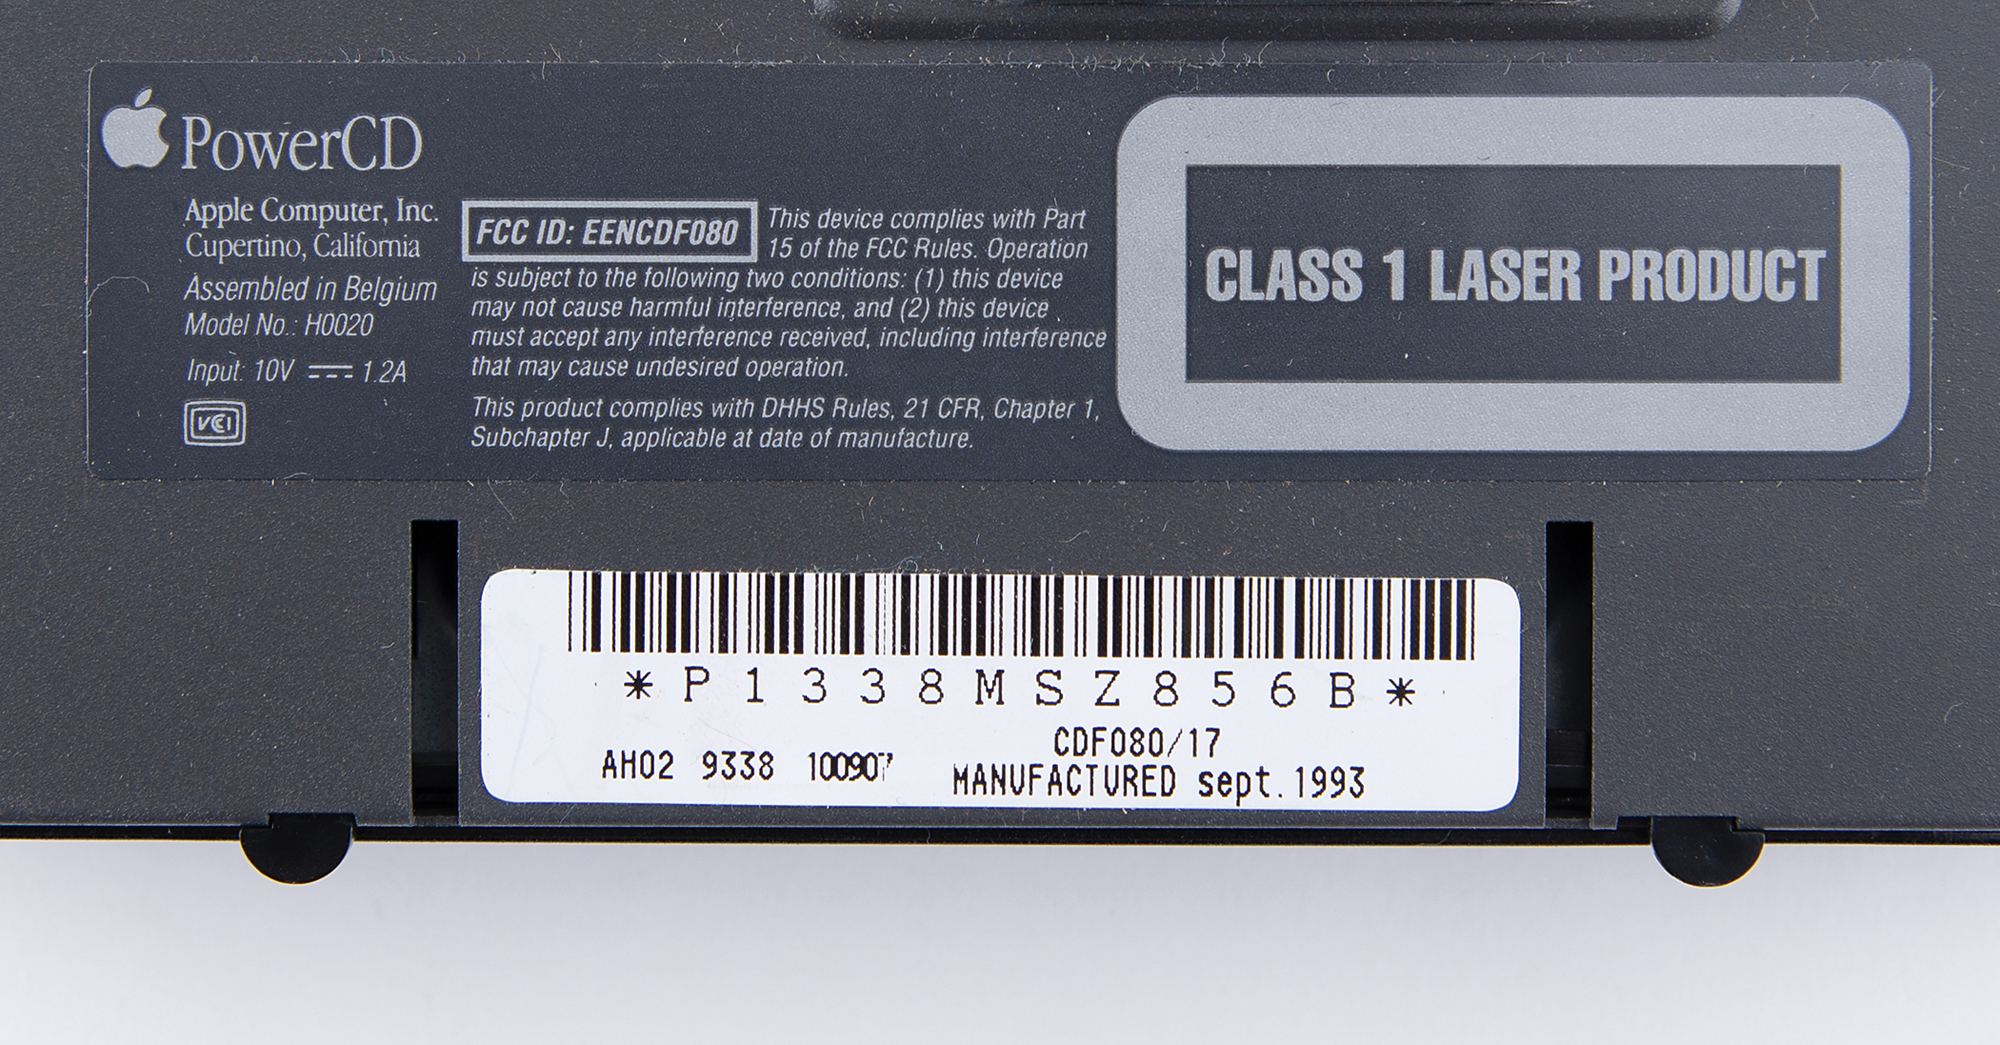 PowerCD
Apple Computer, Inc.
Cupertino, California
Assembled in Belgium
Model No.: H0020
Input: 10V 1.2A
VCI
FCC ID: EENCDF080 This device complies with Part
15 of the FCC Rules. Operation
is subject to the following two conditions: (1) this device
may not cause harmful interference, and (2) this device
must accept any interference received, including interference
that may cause undesired operation.
This product complies with DHHS Rules, 21 CFR, Chapter 1,
Subchapter J, applicable at date of manufacture.
CLASS 1 LASER PRODUCT
*P1338MSZ856B*
CDF080/17
AH02 9338
MANUFACTURED sept.1993